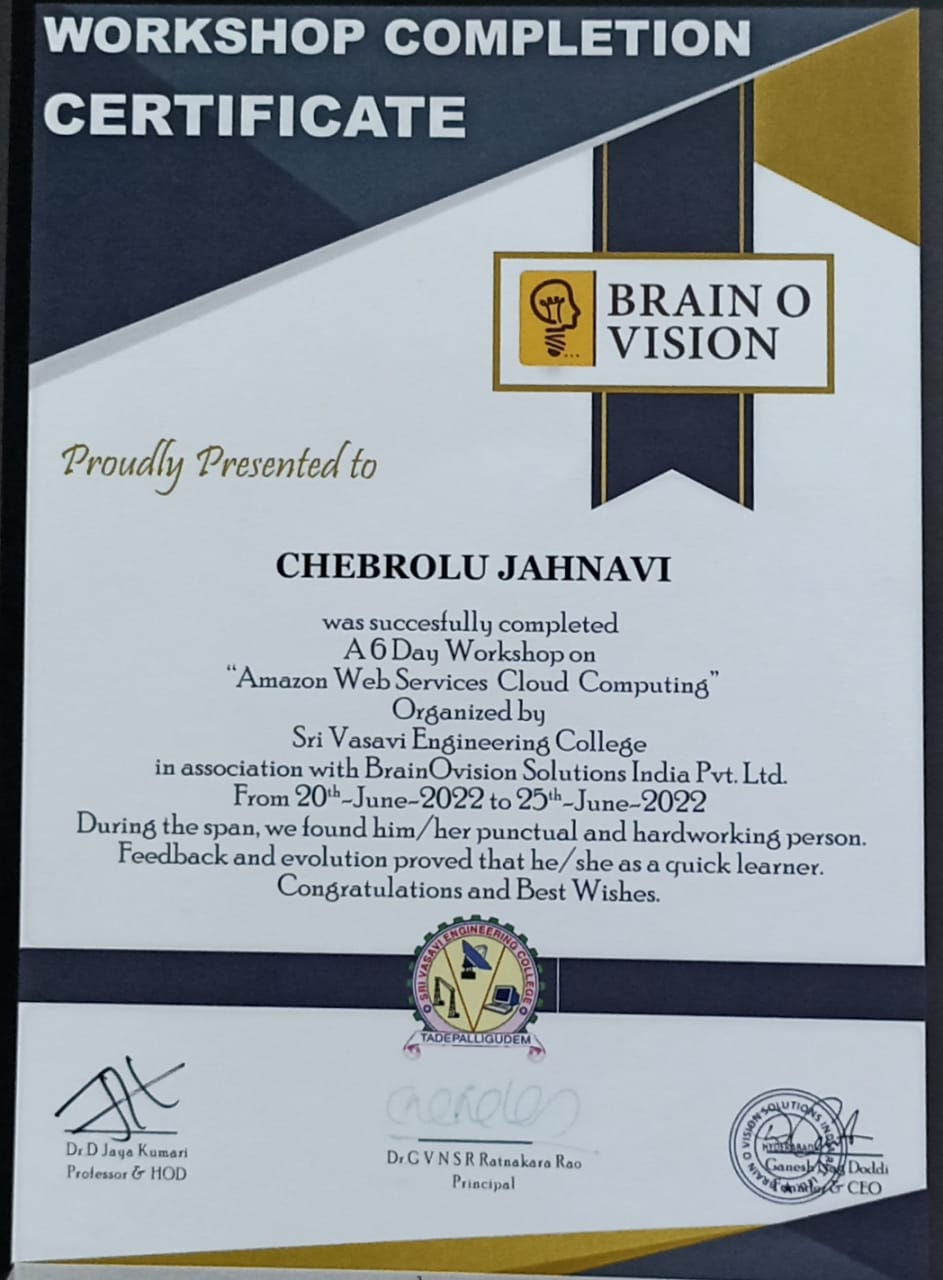 WORKSHOP COMPLETION
CERTIFICATE
BRAIN O
VISION
Proudly Presented to
CHEBROLU JAHNAVI
was succesfully completed
A 6 Day Workshop on
“Amazon Web Services Cloud Computing”
Organized by
Sri Vasavi Engineering College
in association with BrainOvision Solutions India Pvt. Ltd.
From 20th-June-2022 to 25th-June-2022
During the span, we found him/her punctual and hardworking person.
Feedback and evolution proved that he/she as a quick learner.
Congratulations and Best Wishes.
SRI VASAVI ENGINEERING COLLEGE
TADEPALLIGUDEM
Dr.D Jaya Kumari
Professor & HOD
Dr.G V N S R Ratnakara Rao
Principal
BRAIN O VISION SOLUTIONS
HYDERABAD
Ganesh Nag Doddi
Founder & CEO